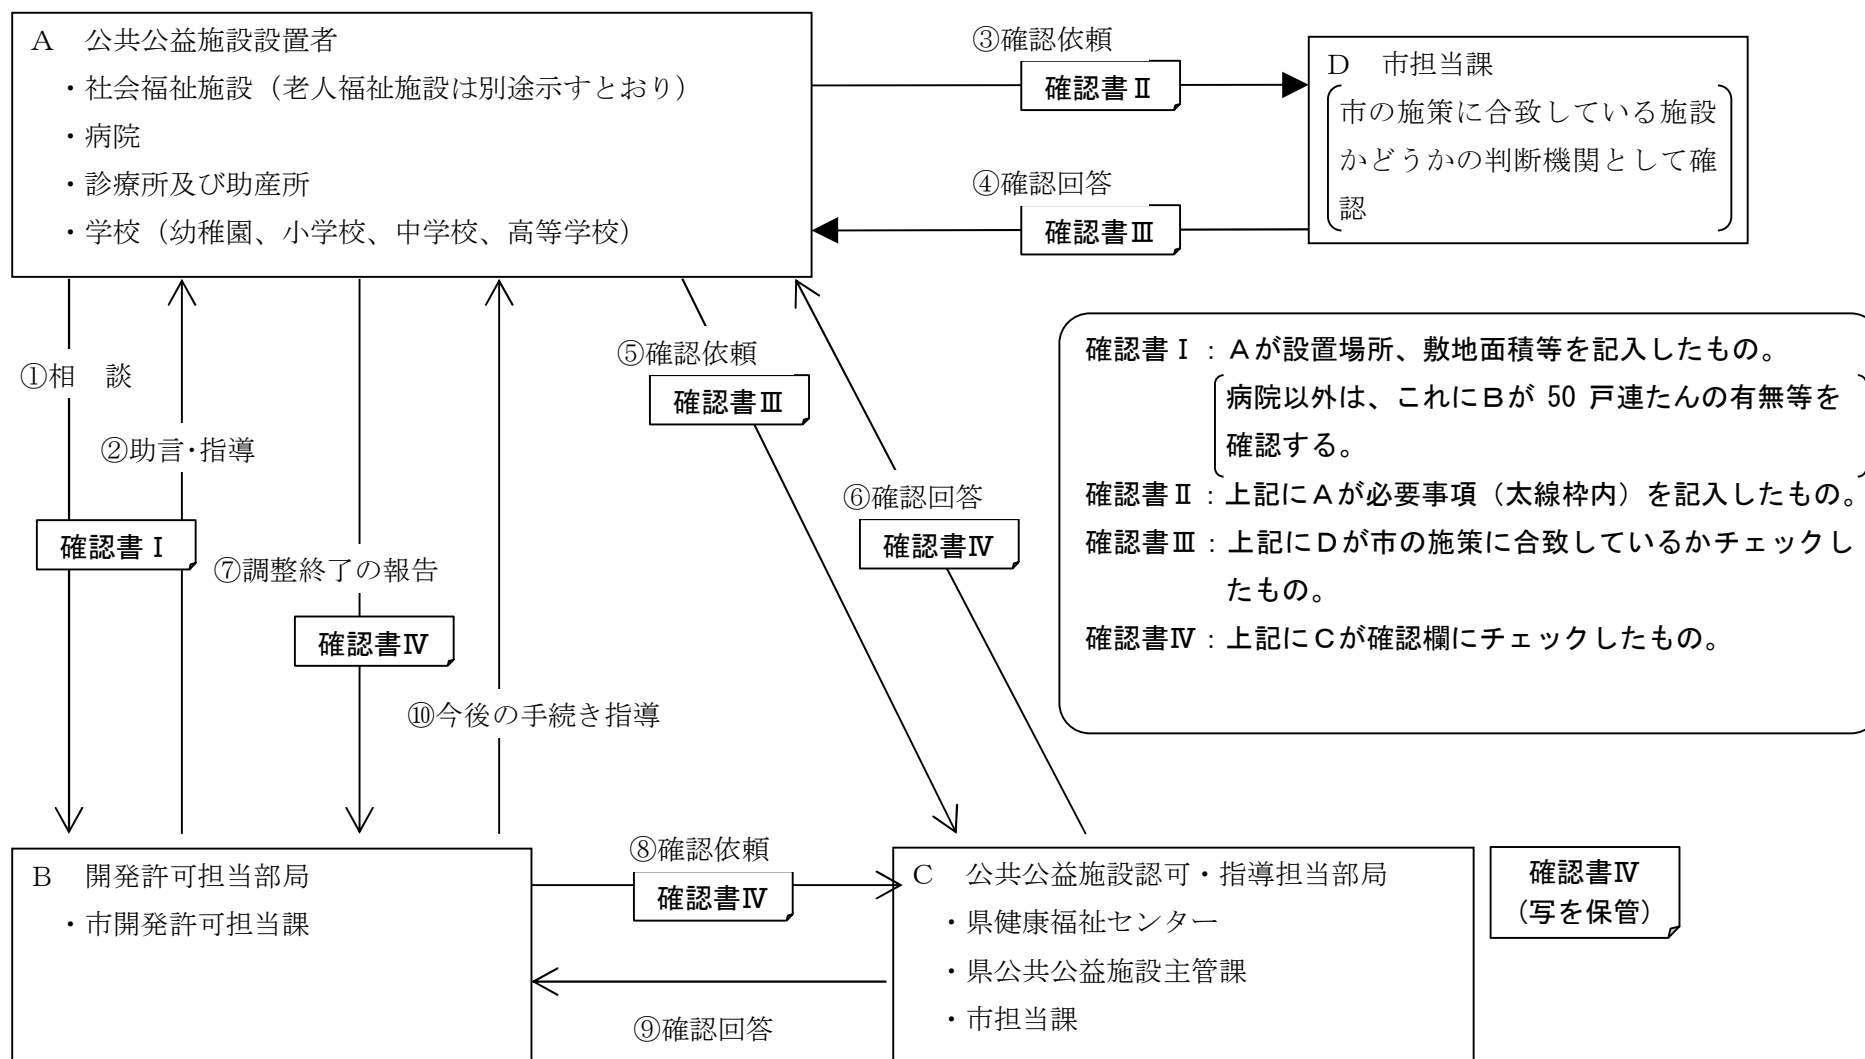 A 公共公益施設設置者
・社会福祉施設（老人福祉施設は別途示すとおり）
・病院
・診療所及び助産所
・学校（幼稚園、小学校、中学校、高等学校）
③確認依頼
確認書Ⅱ
④確認回答
確認書Ⅲ
D 市担当課
市の施策に合致している施設
かどうかの判断機関として確
認
①相 談
②助言･指導
確認書Ⅰ
⑦調整終了の報告
確認書Ⅳ
⑩今後の手続き指導
⑤確認依頼
確認書Ⅲ
⑥確認回答
確認書Ⅳ
確認書Ⅰ：Aが設置場所、敷地面積等を記入したもの。
病院以外は、これにBが 50 戸連たんの有無等を
確認する。
確認書Ⅱ：上記にAが必要事項（太線枠内）を記入したもの。
確認書Ⅲ：上記にDが市の施策に合致しているかチェックし
たもの。
確認書Ⅳ：上記にCが確認欄にチェックしたもの。
B 開発許可担当部局
・市開発許可担当課
⑧確認依頼
確認書Ⅳ
⑨確認回答
C 公共公益施設認可・指導担当部局
・県健康福祉センター
・県公共公益施設主管課
・市担当課
確認書Ⅳ
（写を保管）